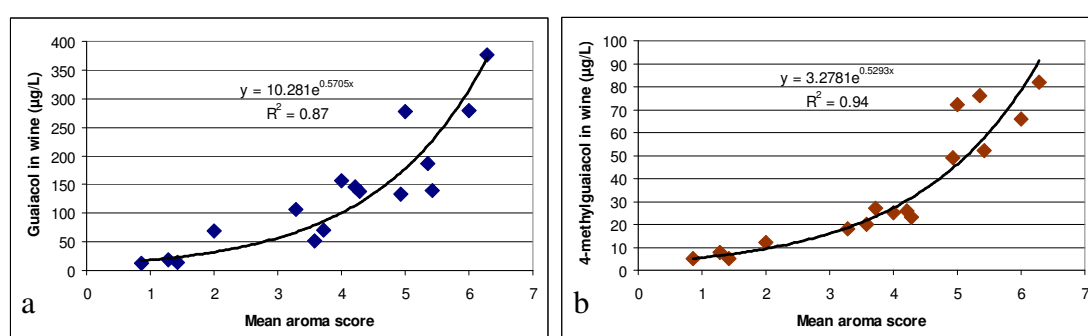 400
350
300
250
200
150
100
50
0
Guaiacol in wine (µg/L)
y = 10.281e^0.5705x
R² = 0.87
0 1 2 3 4 5 6 7
Mean aroma score
a
100
90
80
70
60
50
40
30
20
10
0
4-methylguaiacol in wine (µg/L)
y = 3.2781e^0.5293x
R² = 0.94
0 1 2 3 4 5 6 7
Mean aroma score
b